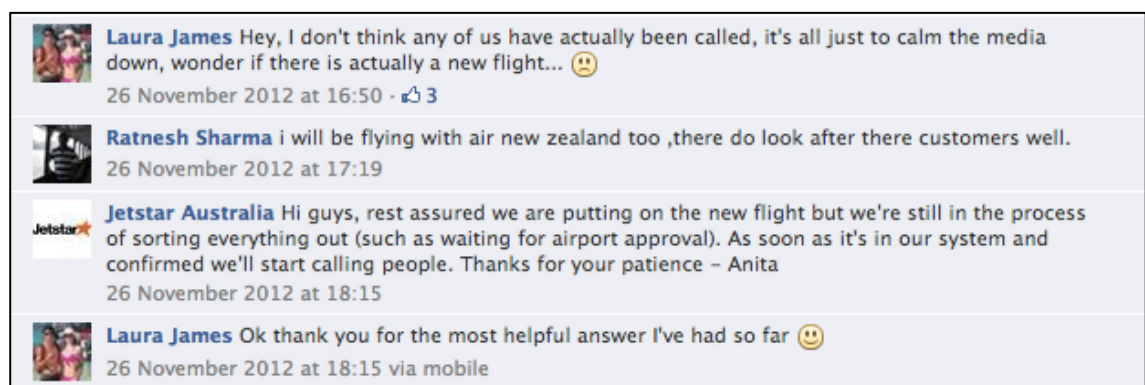 Laura James Hey, I don't think any of us have actually been called, it's all just to calm the media
down, wonder if there is actually a new flight...
26 November 2012 at 16:50 · 3
Ratnesh Sharma i will be flying with air new zealand too ,there do look after there customers well.
26 November 2012 at 17:19
Jetstar
Jetstar Australia Hi guys, rest assured we are putting on the new flight but we're still in the process
of sorting everything out (such as waiting for airport approval). As soon as it's in our system and
confirmed we'll start calling people. Thanks for your patience – Anita
26 November 2012 at 18:15
Laura James Ok thank you for the most helpful answer I've had so far
26 November 2012 at 18:15 via mobile